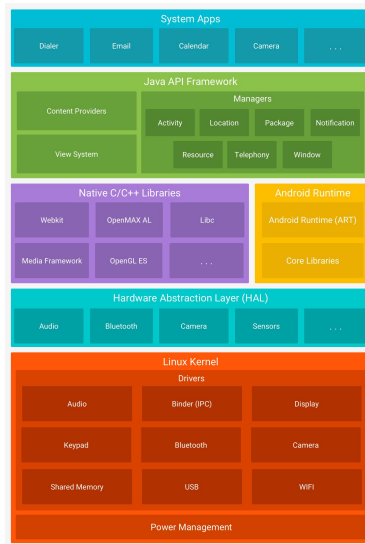 System Apps
Dialer Email Calendar Camera . . .
Java API Framework
Managers
Content Providers
Activity Location Package Notification
View System
Resource Telephony Window
Native C/C++ Libraries
Webkit OpenMAX AL Libc
Media Framework OpenGL ES . . .
Android Runtime
Android Runtime (ART)
Core Libraries
Hardware Abstraction Layer (HAL)
Audio Bluetooth Camera Sensors . . .
Linux Kernel
Drivers
Audio Binder (IPC) Display
Keypad Bluetooth Camera
Shared Memory USB WIFI
Power Management